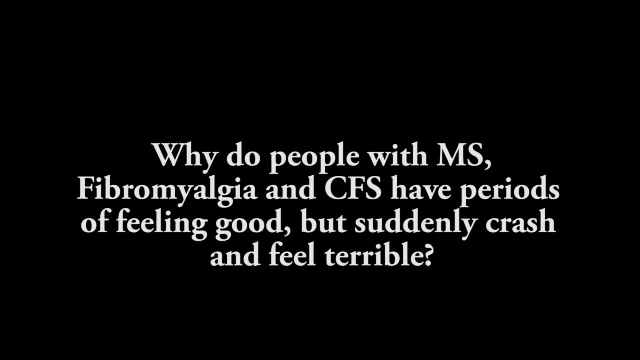 Why do people with MS,
Fibromyalgia and CFS have periods
of feeling good, but suddenly crash
and feel terrible?